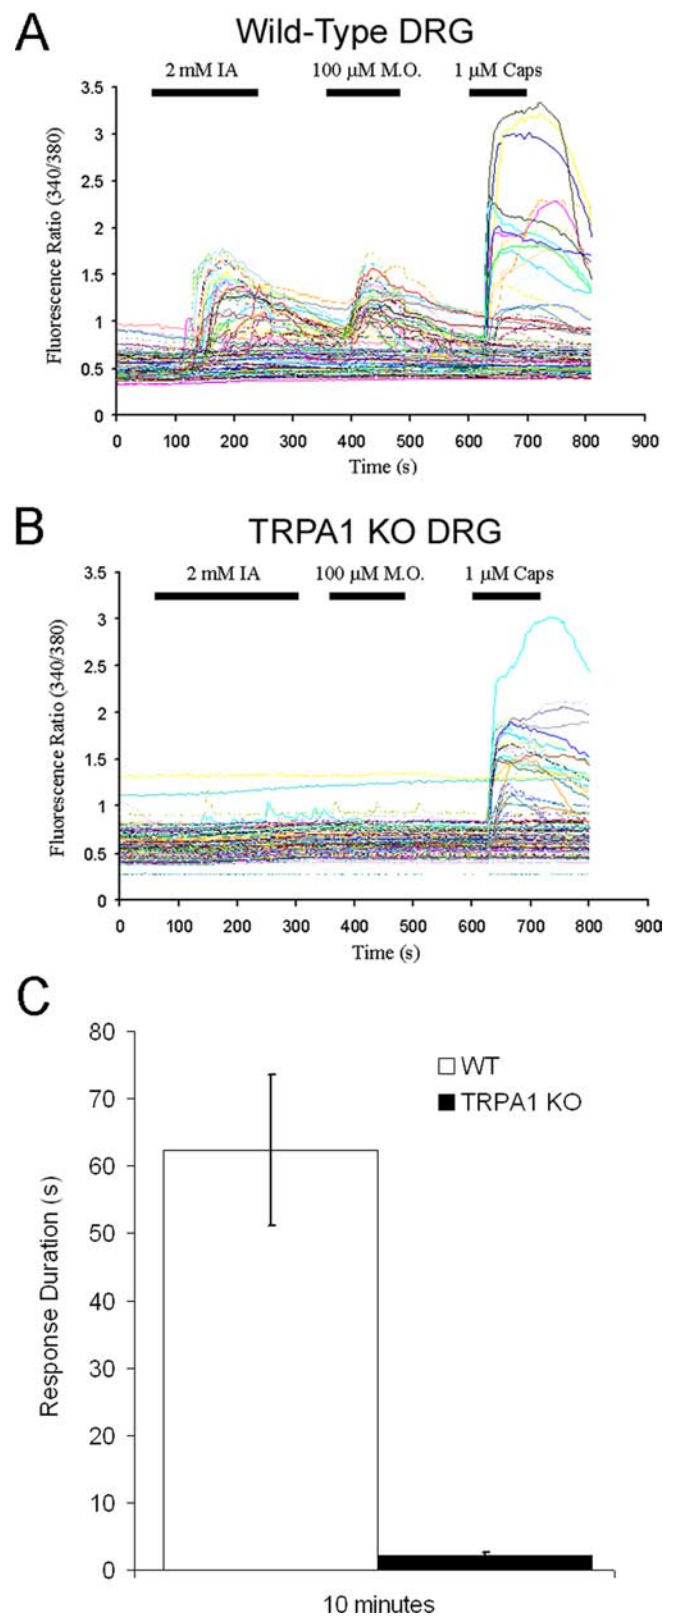 A
Wild-Type DRG
2 mM IA 100 μM M.O. 1 μM Caps
Fluorescence Ratio (340/380)
3.5
3
2.5
2
1.5
1
0.5
0
0 100 200 300 400 500 600 700 800 900
Time (s)
B
TRPA1 KO DRG
2 mM IA 100 μM M.O. 1 μM Caps
Fluorescence Ratio (340/380)
3.5
3
2.5
2
1.5
1
0.5
0
0 100 200 300 400 500 600 700 800 900
Time (s)
C
Response Duration (s)
80
70
60
50
40
30
20
10
0
WT
TRPA1 KO
10 minutes